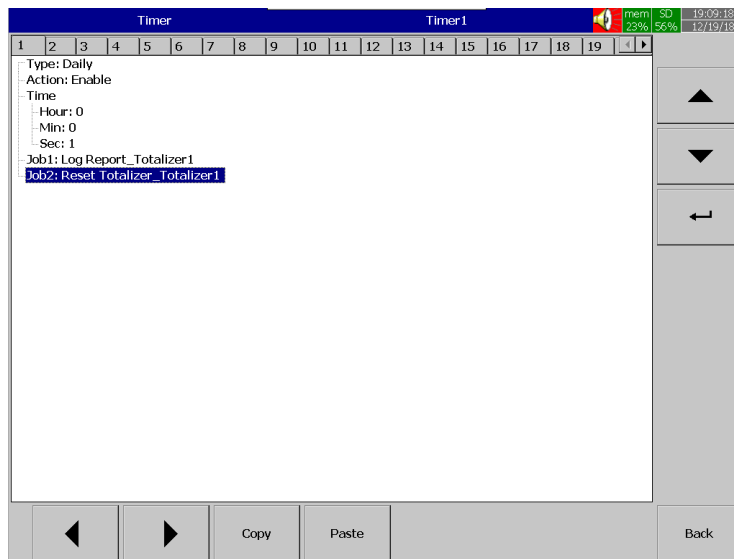 Timer
Timer1
mem
23%
SD
56%
19:09:18
12/19/18
1 2 3 4 5 6 7 8 9 10 11 12 13 14 15 16 17 18 19
Type: Daily
Action: Enable
Time
Hour: 0
Min: 0
Sec: 1
Job1: Log Report_Totalizer1
Job2: Reset Totalizer_Totalizer1
Copy
Paste
Back